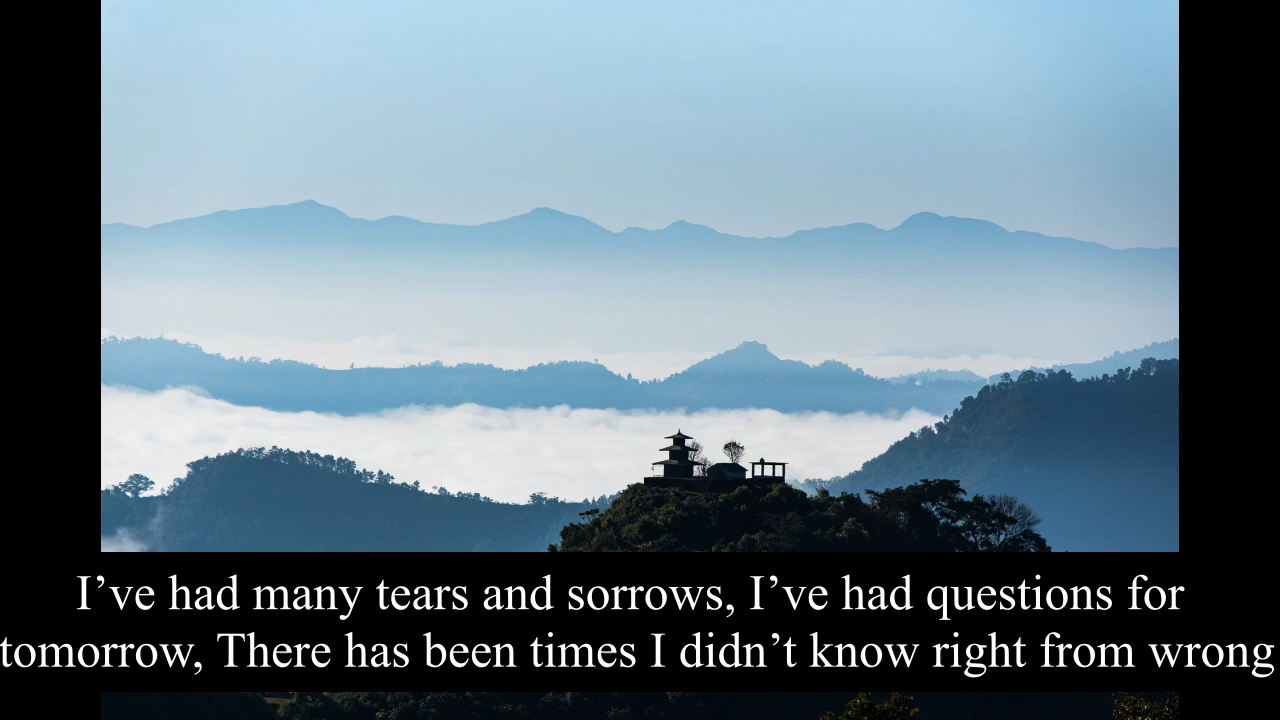 I’ve had many tears and sorrows, I’ve had questions for
tomorrow, There has been times I didn’t know right from wrong